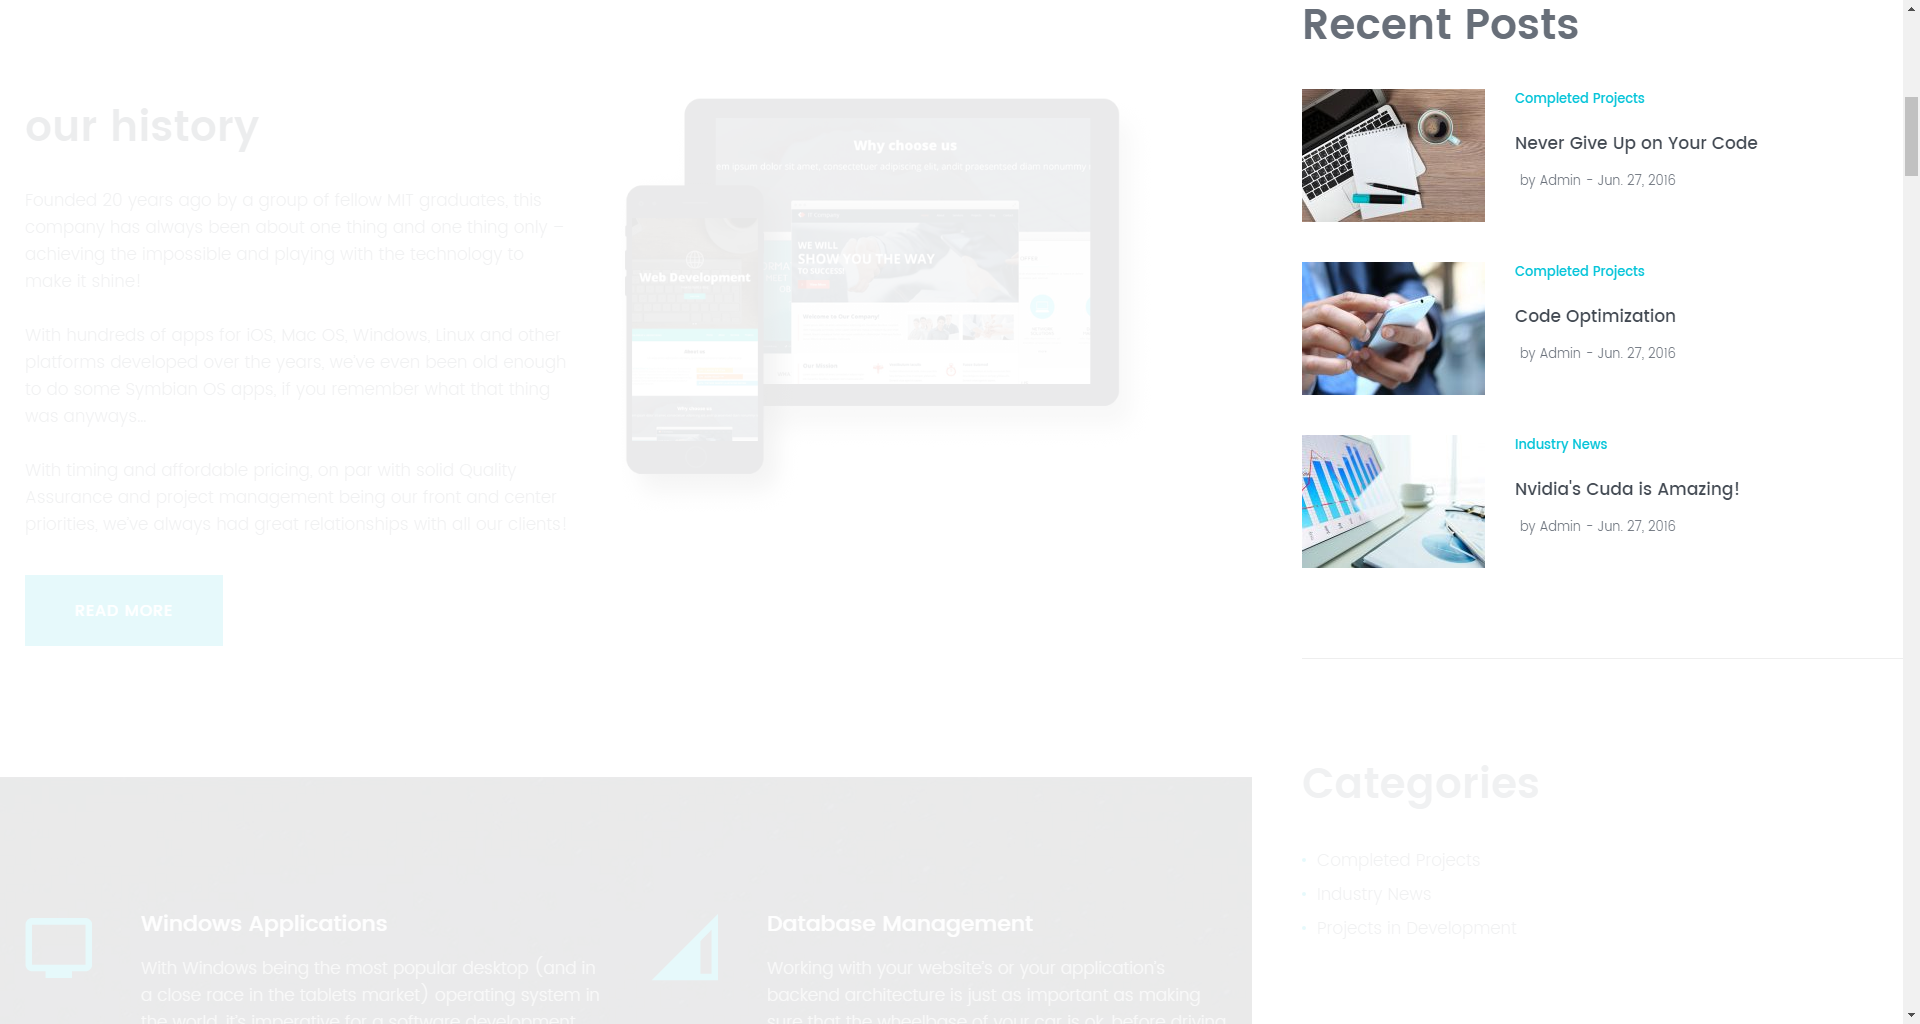 our history
Founded 20 years ago by a group of fellow MIT graduates, this
company has always been about one thing and one thing only –
achieving the impossible and playing with the technology to
make it shine!
With hundreds of apps for iOS, Mac OS, Windows, Linux and other
platforms developed over the years, we've even been old enough
to do some Symbian OS apps, if you remember what that thing
was anyways...
With timing and affordable pricing, on par with solid Quality
Assurance and project management being our front and center
priorities, we've always had great relationships with all our clients!
READ MORE
Why choose us
WE WILL
SHOW YOU THE WAY
TO SUCCESS!
Welcome to Our Company!
Web Development
Windows Applications
With Windows being the most popular desktop (and in
a close race in the tablets market) operating system in
the world, it's imperative for a software development
Database Management
Working with your website's or your application's
backend architecture is just as important as making
sure that the wheelbase of your car is ok, before driving
Recent Posts
Completed Projects
Never Give Up on Your Code
by Admin - Jun. 27, 2016
Completed Projects
Code Optimization
by Admin - Jun. 27, 2016
Industry News
Nvidia's Cuda is Amazing!
by Admin - Jun. 27, 2016
Categories
• Completed Projects
• Industry News
• Projects in Development